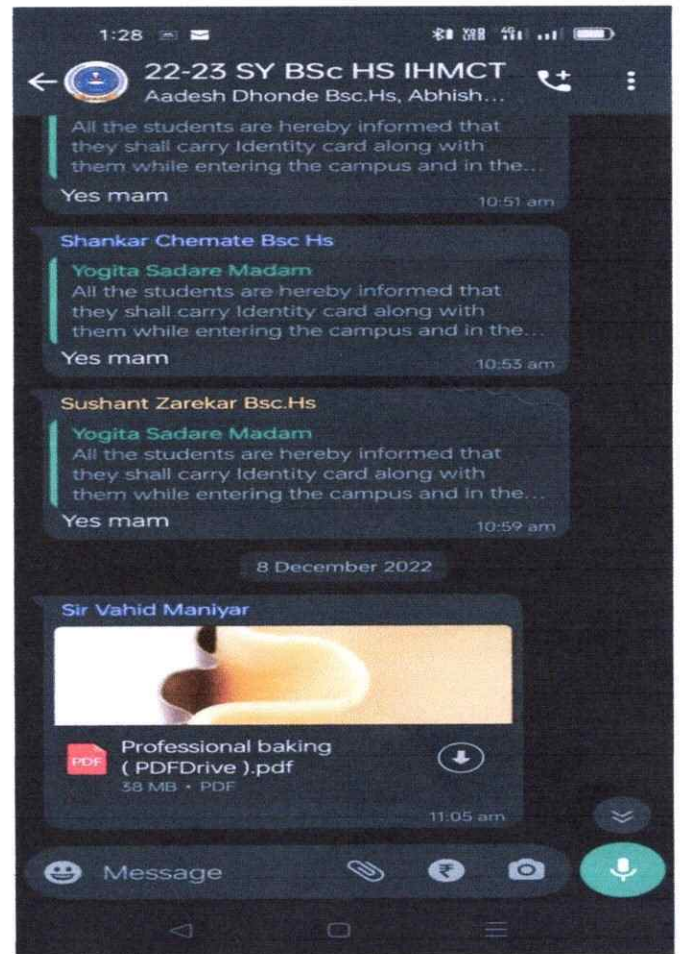 1:28
22-23 SY BSc HS IHMCT
Aadesh Dhonde Bsc.Hs, Abhish...
All the students are hereby informed that
they shall carry Identity card along with
them while entering the campus and in the...
Yes mam
10:51 am
Shankar Chemate Bsc Hs
Yogita Sadare Madam
All the students are hereby informed that
they shall carry Identity card along with
them while entering the campus and in the...
Yes mam
10:53 am
Sushant Zarekar Bsc.Hs
Yogita Sadare Madam
All the students are hereby informed that
they shall carry Identity card along with
them while entering the campus and in the...
Yes mam
10:59 am
8 December 2022
Sir Vahid Maniyar
PDF
Professional baking
( PDFDrive ).pdf
38 MB • PDF
11:05 am
Message